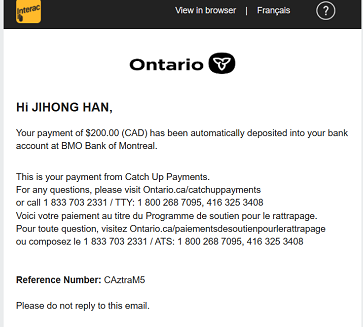 Interac
View in browser | Français ?
Ontario
Hi JIHONG HAN,
Your payment of $200.00 (CAD) has been automatically deposited into your bank
account at BMO Bank of Montreal.
This is your payment from Catch Up Payments.
For any questions, please visit Ontario.ca/catchuppayments
or call 1 833 703 2331 / TTY: 1 800 268 7095, 416 325 3408
Voici votre paiement au titre du Programme de soutien pour le rattrapage.
Pour toute question, visitez Ontario.ca/paiementsdesoutienpourlerattrapage
ou composez le 1 833 703 2331 / ATS: 1 800 268 7095, 416 325 3408
Reference Number: CAztraM5
Please do not reply to this email.